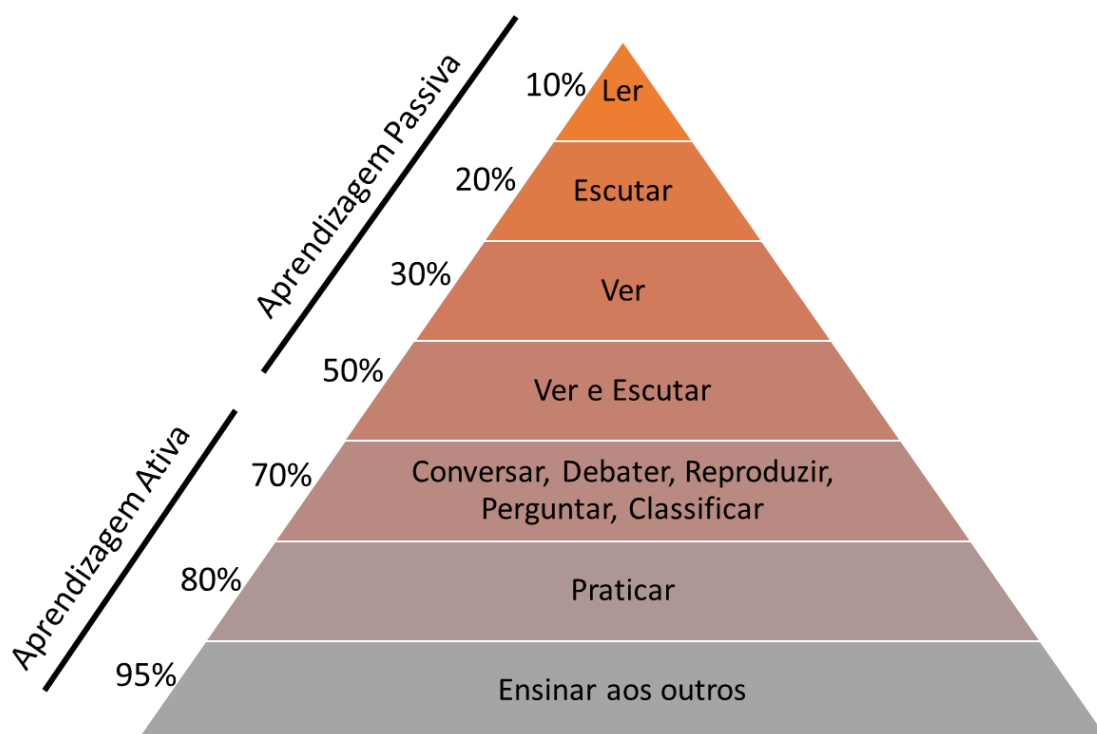 Aprendizagem Passiva
10%
Ler
20%
Escutar
30%
Ver
50%
Ver e Escutar
Aprendizagem Ativa
70%
Conversar, Debater, Reproduzir,
Perguntar, Classificar
80%
Praticar
95%
Ensinar aos outros